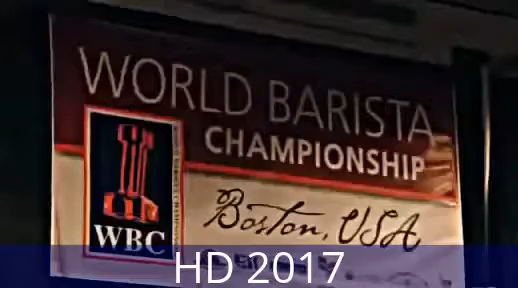 WORLD BARISTA
CHAMPIONSHIP
WBC
Boston, USA
HD 2017